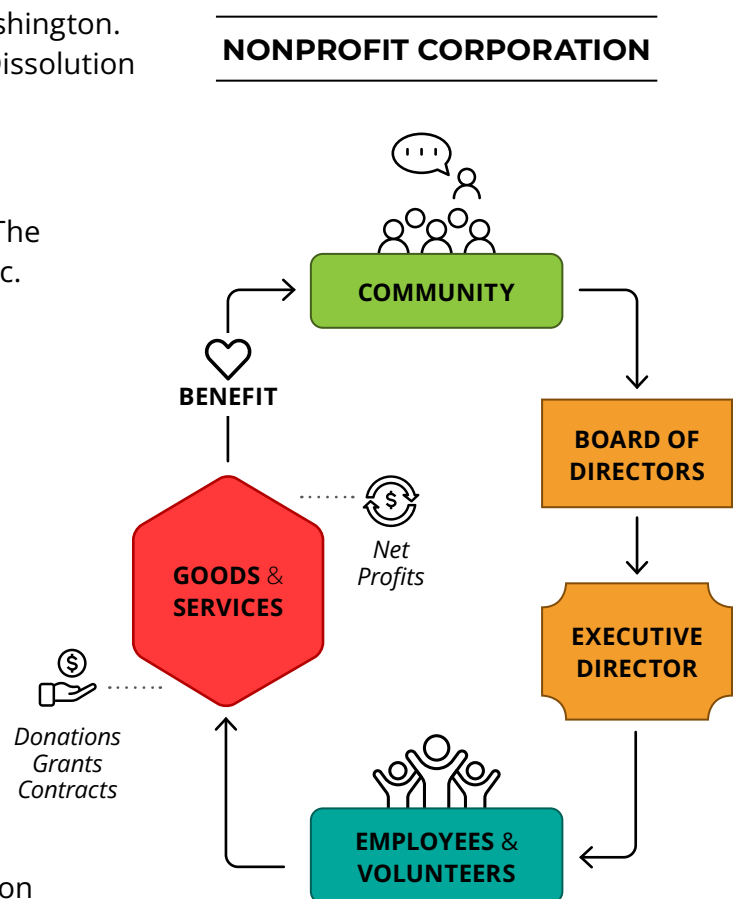 shington.
Dissolution
The
c.
on
NONPROFIT CORPORATION
COMMUNITY
BOARD OF
DIRECTORS
EXECUTIVE
DIRECTOR
EMPLOYEES &
VOLUNTEERS
GOODS &
SERVICES
BENEFIT
$
Net
Profits
$
Donations
Grants
Contracts